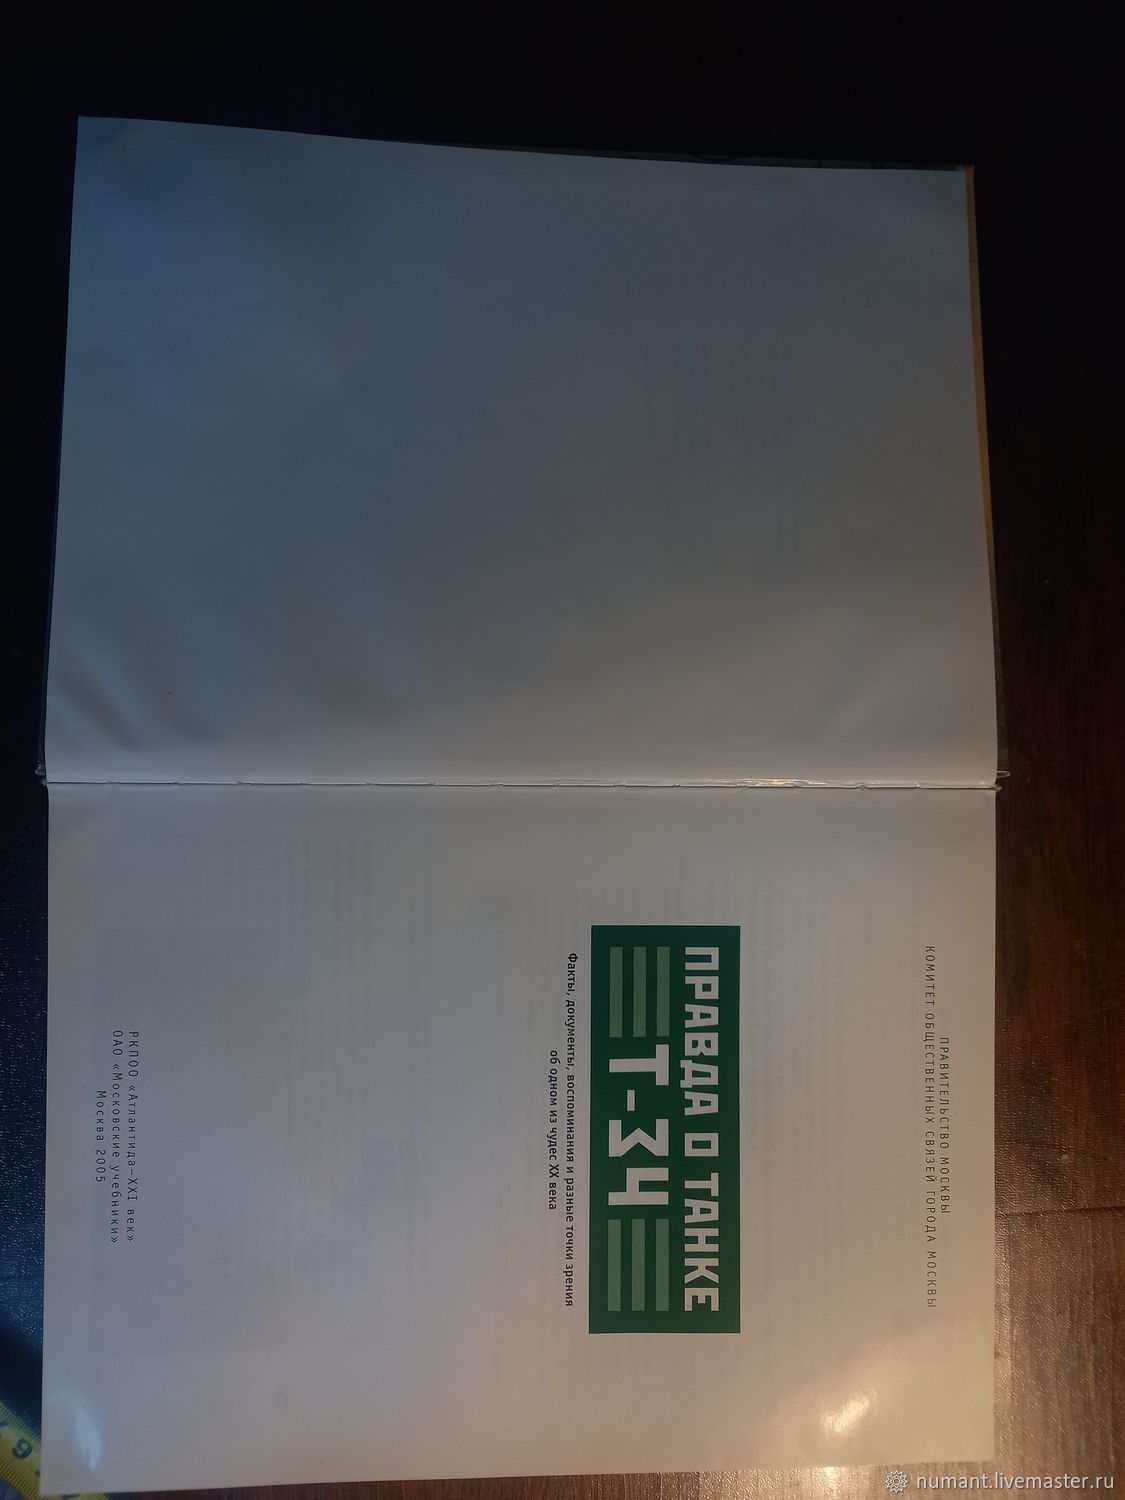 ПРАВИТЕЛЬСТВО МОСКВЫ
КОМИТЕТ ОБЩЕСТВЕННЫХ СВЯЗЕЙ ГОРОДА МОСКВЫ
ПРАВДА О ТАНКЕ
Т-34
Факты, документы, воспоминания и разные точки зрения
об одном из чудес XX века
РКПОО «Атлантида—XXI век»
ОАО «Московские учебники»
Москва 2005
6
numant.livemaster.ru